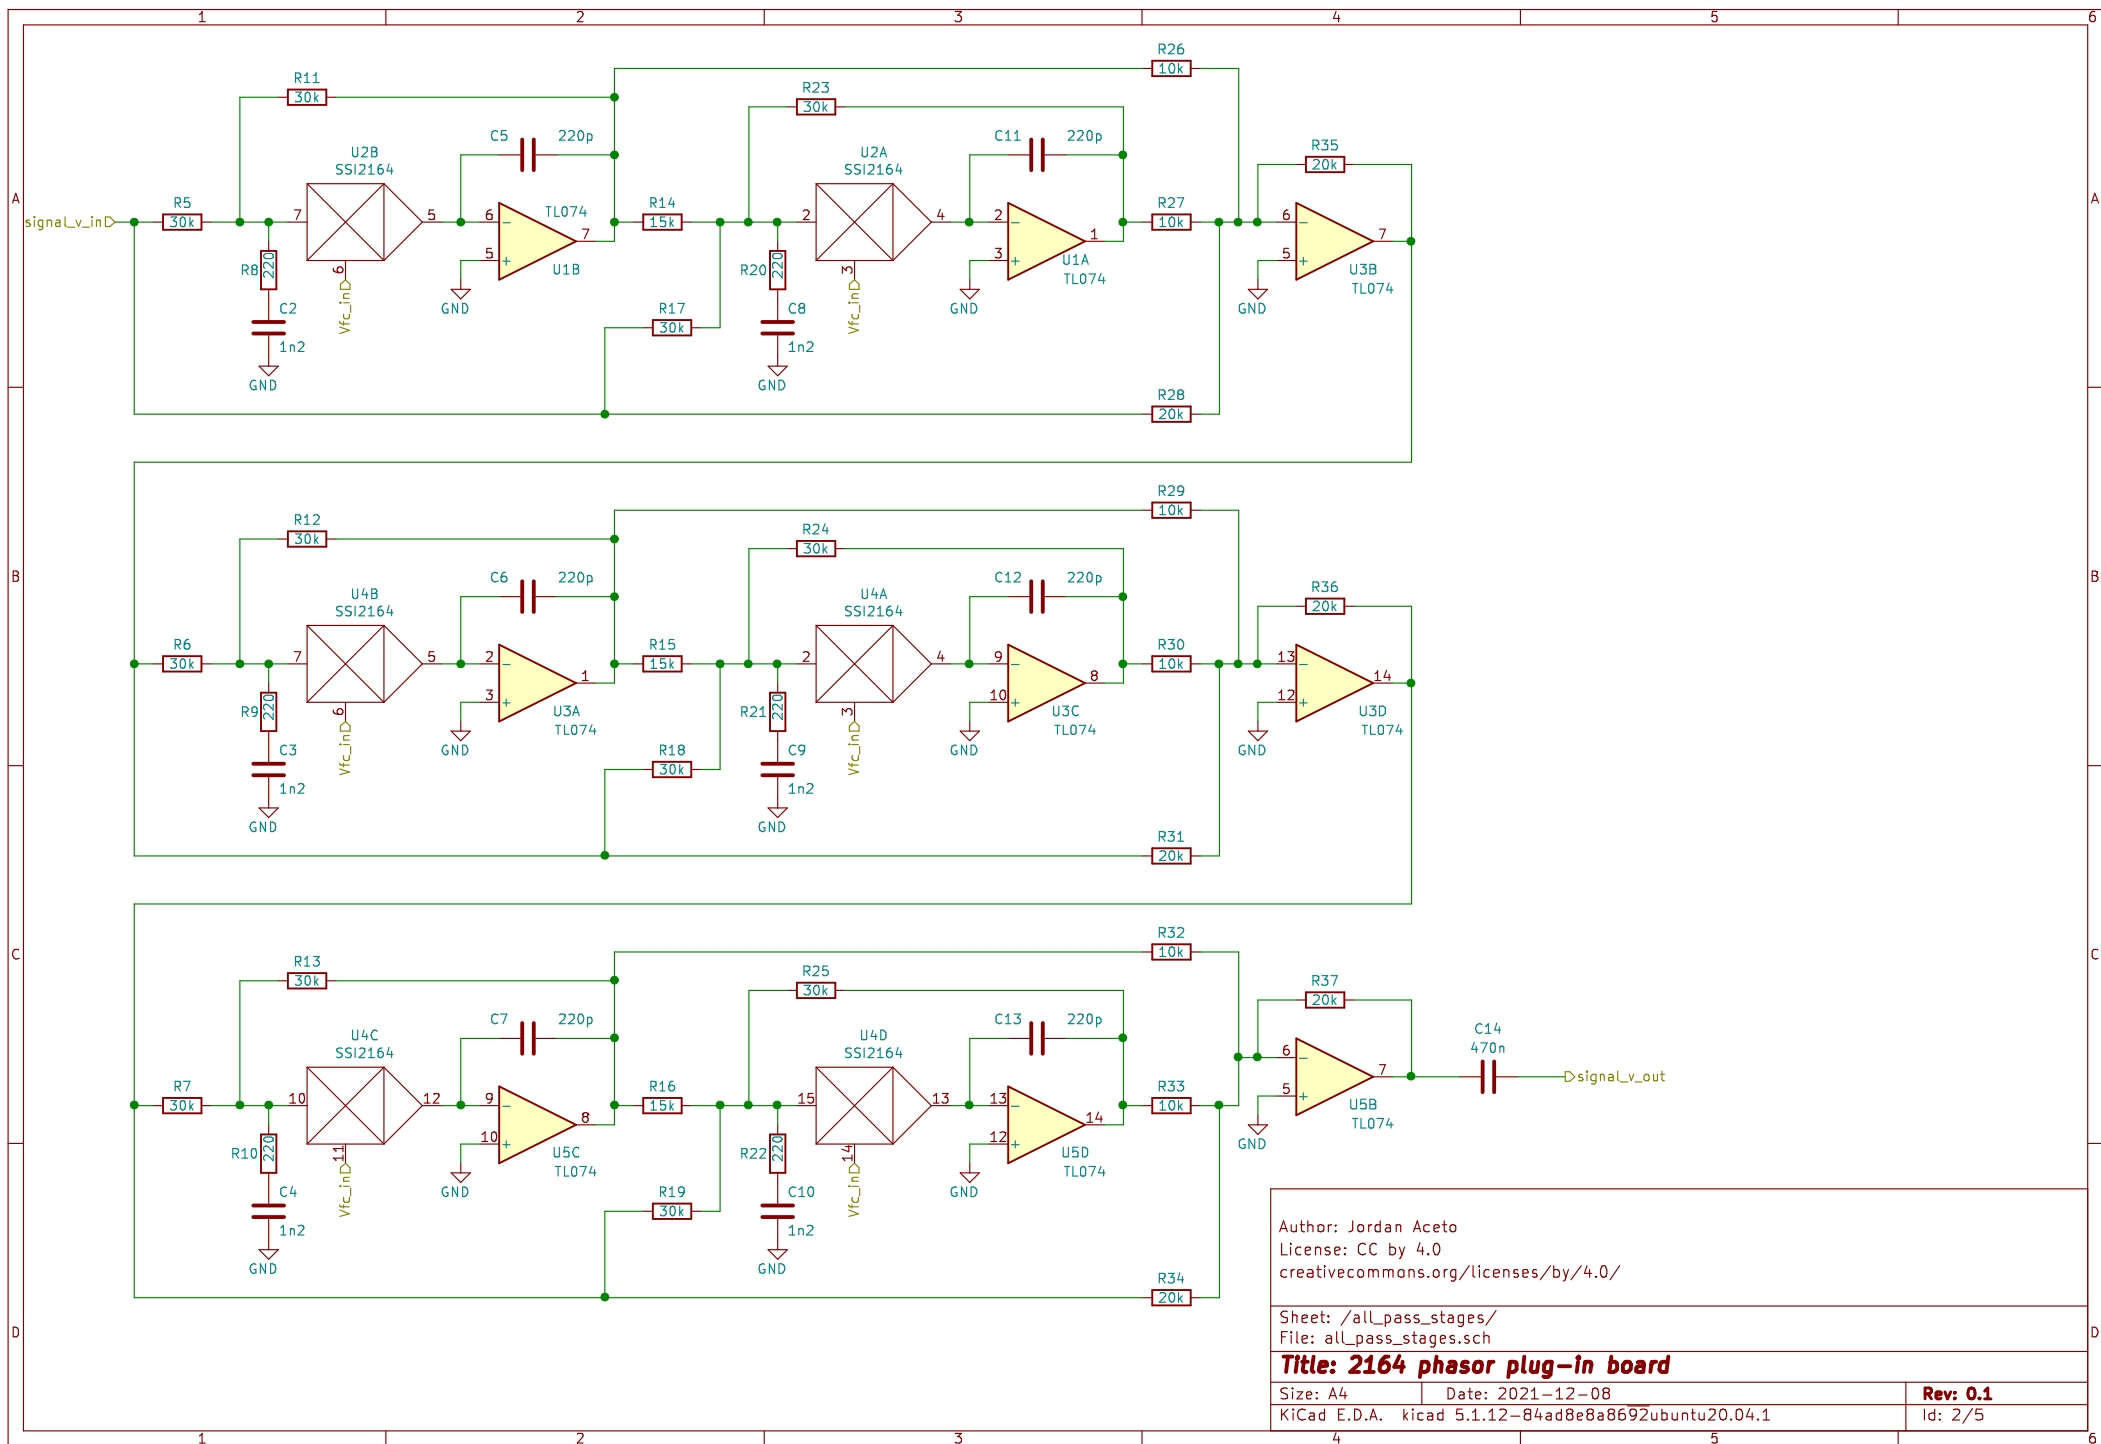 1 2 3 4 5 6
R26
10k
R11
30k
R23
30k
C5 220p
C11 220p
R35
20k
U2B
SSI2164
U2A
SSI2164
A
A
signal_v_in
R5
30k
7
5
6
TL074
7
5
U1B
6
Vfc_in
R14
15k
2
4
2
1
3
U1A
TL074
3
Vfc_in
R27
10k
6
7
5
U3B
TL074
R8
220
C2
1n2
GND
GND
R17
30k
R20
220
C8
1n2
GND
GND
GND
R28
20k
R29
10k
R12
30k
R24
30k
B
B
C6 220p
C12 220p
R36
20k
U4B
SSI2164
U4A
SSI2164
R6
30k
7
5
2
1
3
U3A
TL074
6
Vfc_in
R15
15k
2
4
9
8
10
U3C
TL074
3
Vfc_in
R30
10k
13
14
12
U3D
TL074
R9
220
C3
1n2
GND
GND
R18
30k
R21
220
C9
1n2
GND
GND
GND
R31
20k
R32
10k
C
C
R13
30k
R25
30k
R37
20k
C7 220p
C13 220p
U4C
SSI2164
U4D
SSI2164
C14
470n
6
7
5
U5B
TL074
signal_v_out
GND
R7
30k
10
12
9
8
10
U5C
TL074
11
Vfc_in
R16
15k
15
13
13
14
12
U5D
TL074
14
Vfc_in
R33
10k
R10
220
C4
1n2
GND
GND
R19
30k
R22
220
C10
1n2
GND
GND
R34
20k
D
D
Author: Jordan Aceto
License: CC by 4.0
creativecommons.org/licenses/by/4.0/
Sheet: /all_pass_stages/
File: all_pass_stages.sch
Title: 2164 phasor plug-in board
Size: A4 Date: 2021-12-08 Rev: 0.1
KiCad E.D.A. kicad 5.1.12-84ad8e8a8692ubuntu20.04.1 Id: 2/5
1 2 3 4 5 6